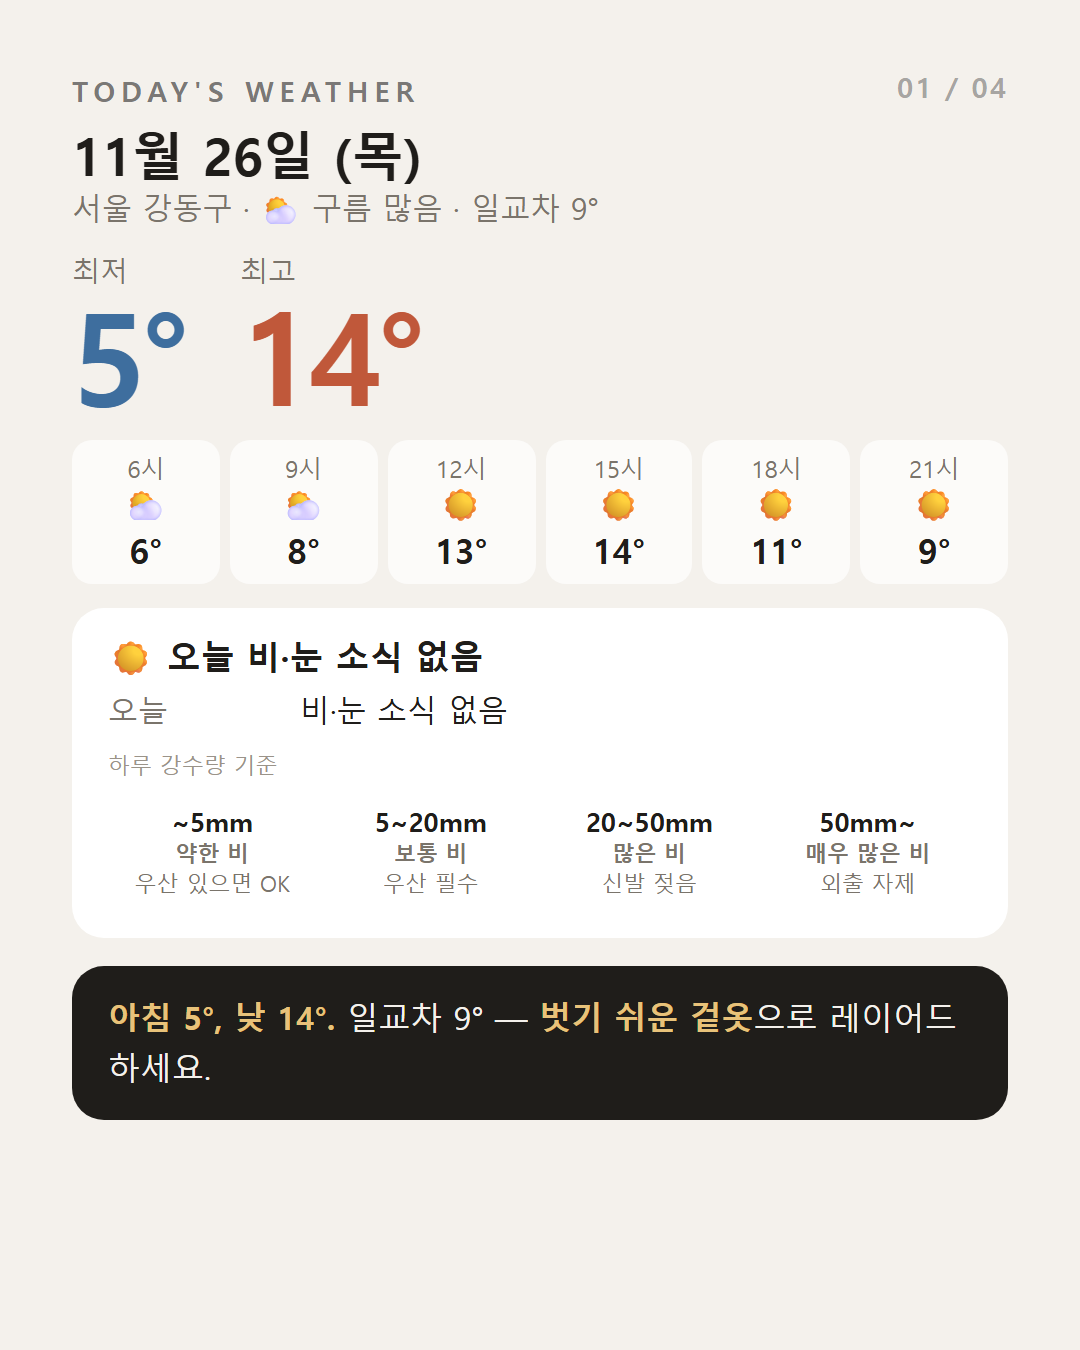 TODAY'S WEATHER
01 / 04
11월 26일 (목)
서울 강동구 · 구름 많음 · 일교차 9°
최저 최고
5° 14°
6시 9시 12시 15시 18시 21시
6° 8° 13° 14° 11° 9°
오늘 비·눈 소식 없음
오늘 비·눈 소식 없음
하루 강수량 기준
~5mm 5~20mm 20~50mm 50mm~
약한 비 보통 비 많은 비 매우 많은 비
우산 있으면 OK 우산 필수 신발 젖음 외출 자제
아침 5°, 낮 14°. 일교차 9° — 벗기 쉬운 겉옷으로 레이어드
하세요.